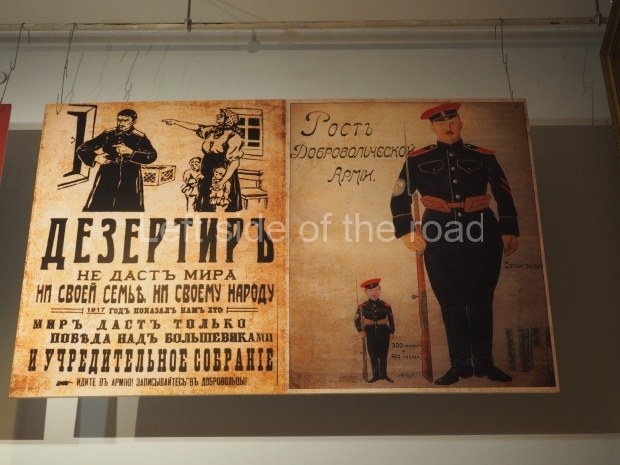 ДЕЗЕРТИРЪ
НЕ ДАСТЪ МИРА
НИ СВОЕЙ СЕМЬѢ, НИ СВОЕМУ НАРОДУ
1917 ГОДЪ ПОКАЗАЛЪ НАМЪ ЭТО
МИРЪ ДАСТЪ ТОЛЬКО
ПОБѢДА НАДЪ БОЛЬШЕВИКАМИ
И УЧРЕДИТЕЛЬНОЕ СОБРАНІЕ
ИДИТЕ ВЪ АРМІЮ! ЗАПИСЫВАЙТЕСЬ ВЪ ДОБРОВОЛЬЦЫ!
Ростъ
Добровольческой
Арміи.
Left side of the road